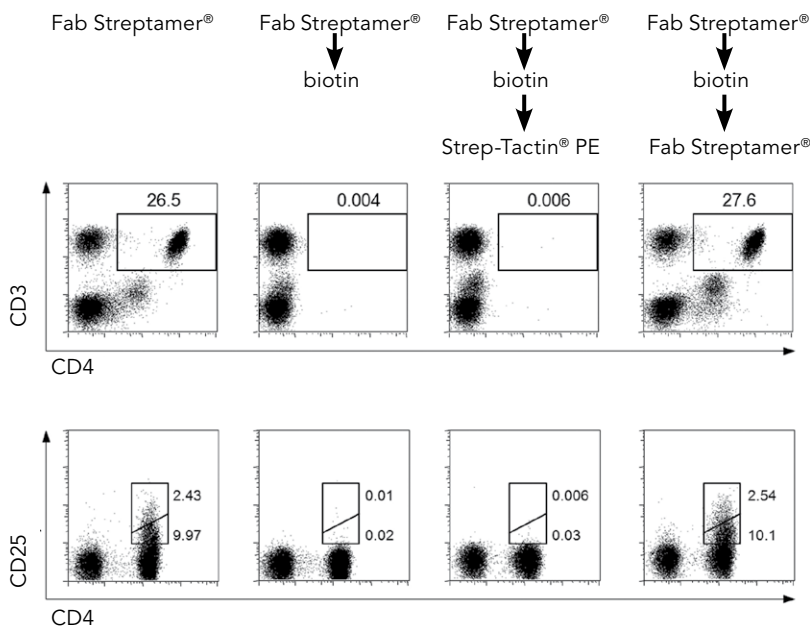 Fab Streptamer® Fab Streptamer® Fab Streptamer® Fab Streptamer®
biotin biotin biotin
Strep-Tactin® PE Fab Streptamer®
26.5 0.004 0.006 27.6
CD3
CD4
2.43 0.01 0.006 2.54
9.97 0.02 0.03 10.1
CD25
CD4